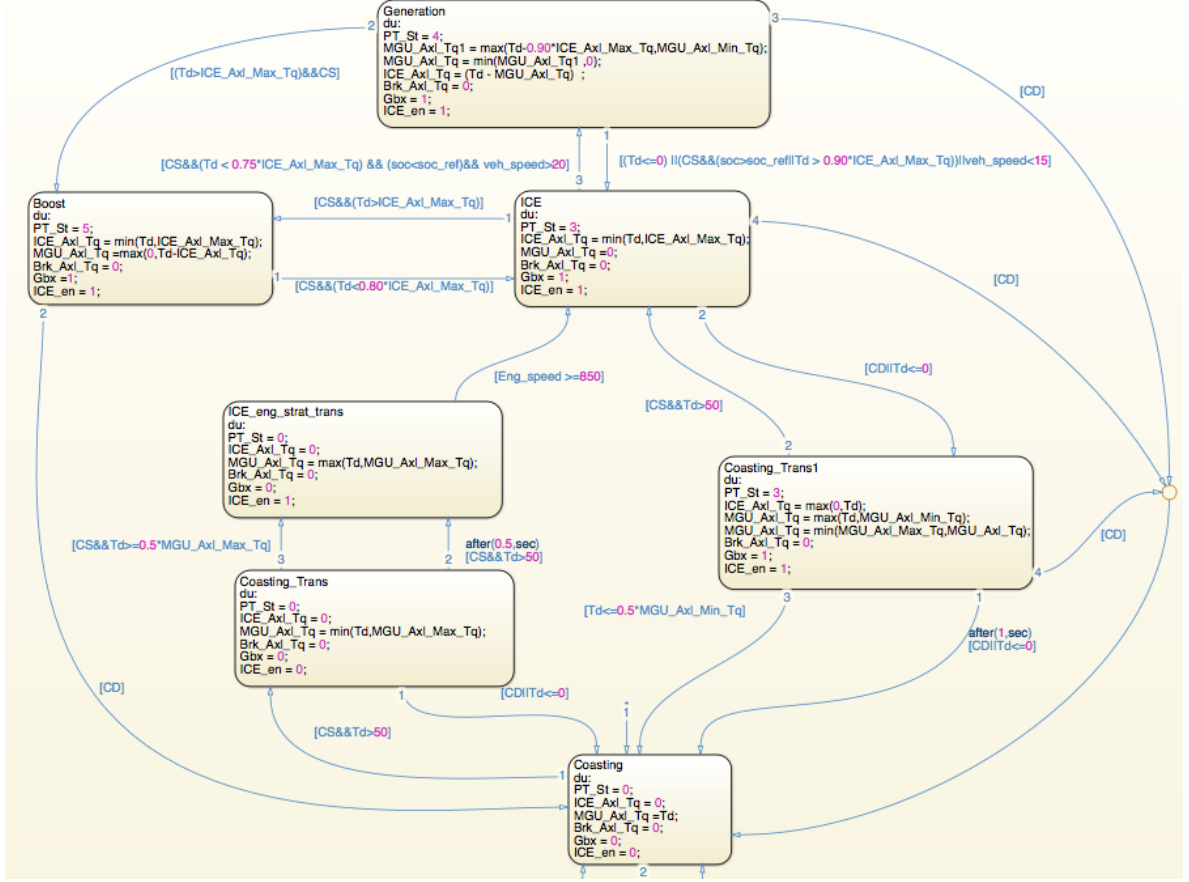 Generation
du:
PT_St = 4;
MGU_Axl_Tq1 = max(Td-0.90*ICE_Axl_Max_Tq,MGU_Axl_Min_Tq);
MGU_Axl_Tq = min(MGU_Axl_Tq1 ,0);
ICE_Axl_Tq = (Td - MGU_Axl_Tq) ;
Brk_Axl_Tq = 0;
Gbx = 1;
ICE_en = 1;
2
3
[(Td>ICE_Axl_Max_Tq)&&CS]
[CD]
1
[CS&&(Td < 0.75*ICE_Axl_Max_Tq) && (soc<soc_ref)&& veh_speed>20]
[(Td<=0) ||(CS&&(soc>soc_ref||Td > 0.90*ICE_Axl_Max_Tq))||veh_speed<15]
3
Boost
du:
PT_St = 5;
ICE_Axl_Tq = min(Td,ICE_Axl_Max_Tq);
MGU_Axl_Tq =max(0,Td-ICE_Axl_Tq);
Brk_Axl_Tq = 0;
Gbx =1;
ICE_en = 1;
[CS&&(Td>ICE_Axl_Max_Tq)]
1
1
[CS&&(Td<0.80*ICE_Axl_Max_Tq)]
2
ICE
du:
PT_St = 3;
ICE_Axl_Tq = min(Td,ICE_Axl_Max_Tq);
MGU_Axl_Tq =0;
Brk_Axl_Tq = 0;
Gbx = 1;
ICE_en = 1;
4
[CD]
2
[CD||Td<=0]
[Eng_speed >=850]
[CS&&Td>50]
2
ICE_eng_strat_trans
du:
PT_St = 0;
ICE_Axl_Tq = 0;
MGU_Axl_Tq = max(Td,MGU_Axl_Max_Tq);
Brk_Axl_Tq = 0;
Gbx = 0;
ICE_en = 1;
Coasting_Trans1
du:
PT_St = 3;
ICE_Axl_Tq = max(0,Td);
MGU_Axl_Tq = max(Td,MGU_Axl_Min_Tq);
MGU_Axl_Tq = min(MGU_Axl_Max_Tq,MGU_Axl_Tq);
Brk_Axl_Tq = 0;
Gbx = 1;
ICE_en = 1;
4
[CD]
[CS&&Td>=0.5*MGU_Axl_Max_Tq]
3
2
after(0.5,sec)
[CS&&Td>50]
Coasting_Trans
du:
PT_St = 0;
ICE_Axl_Tq = 0;
MGU_Axl_Tq = min(Td,MGU_Axl_Max_Tq);
Brk_Axl_Tq = 0;
Gbx = 0;
ICE_en = 0;
3
[Td<=0.5*MGU_Axl_Min_Tq]
1
after(1,sec)
[CD||Td<=0]
[CD]
1
[CD||Td<=0]
1
[CS&&Td>50]
1
Coasting
du:
PT_St = 0;
ICE_Axl_Tq = 0;
MGU_Axl_Tq =Td;
Brk_Axl_Tq = 0;
Gbx = 0;
ICE_en = 0;
2